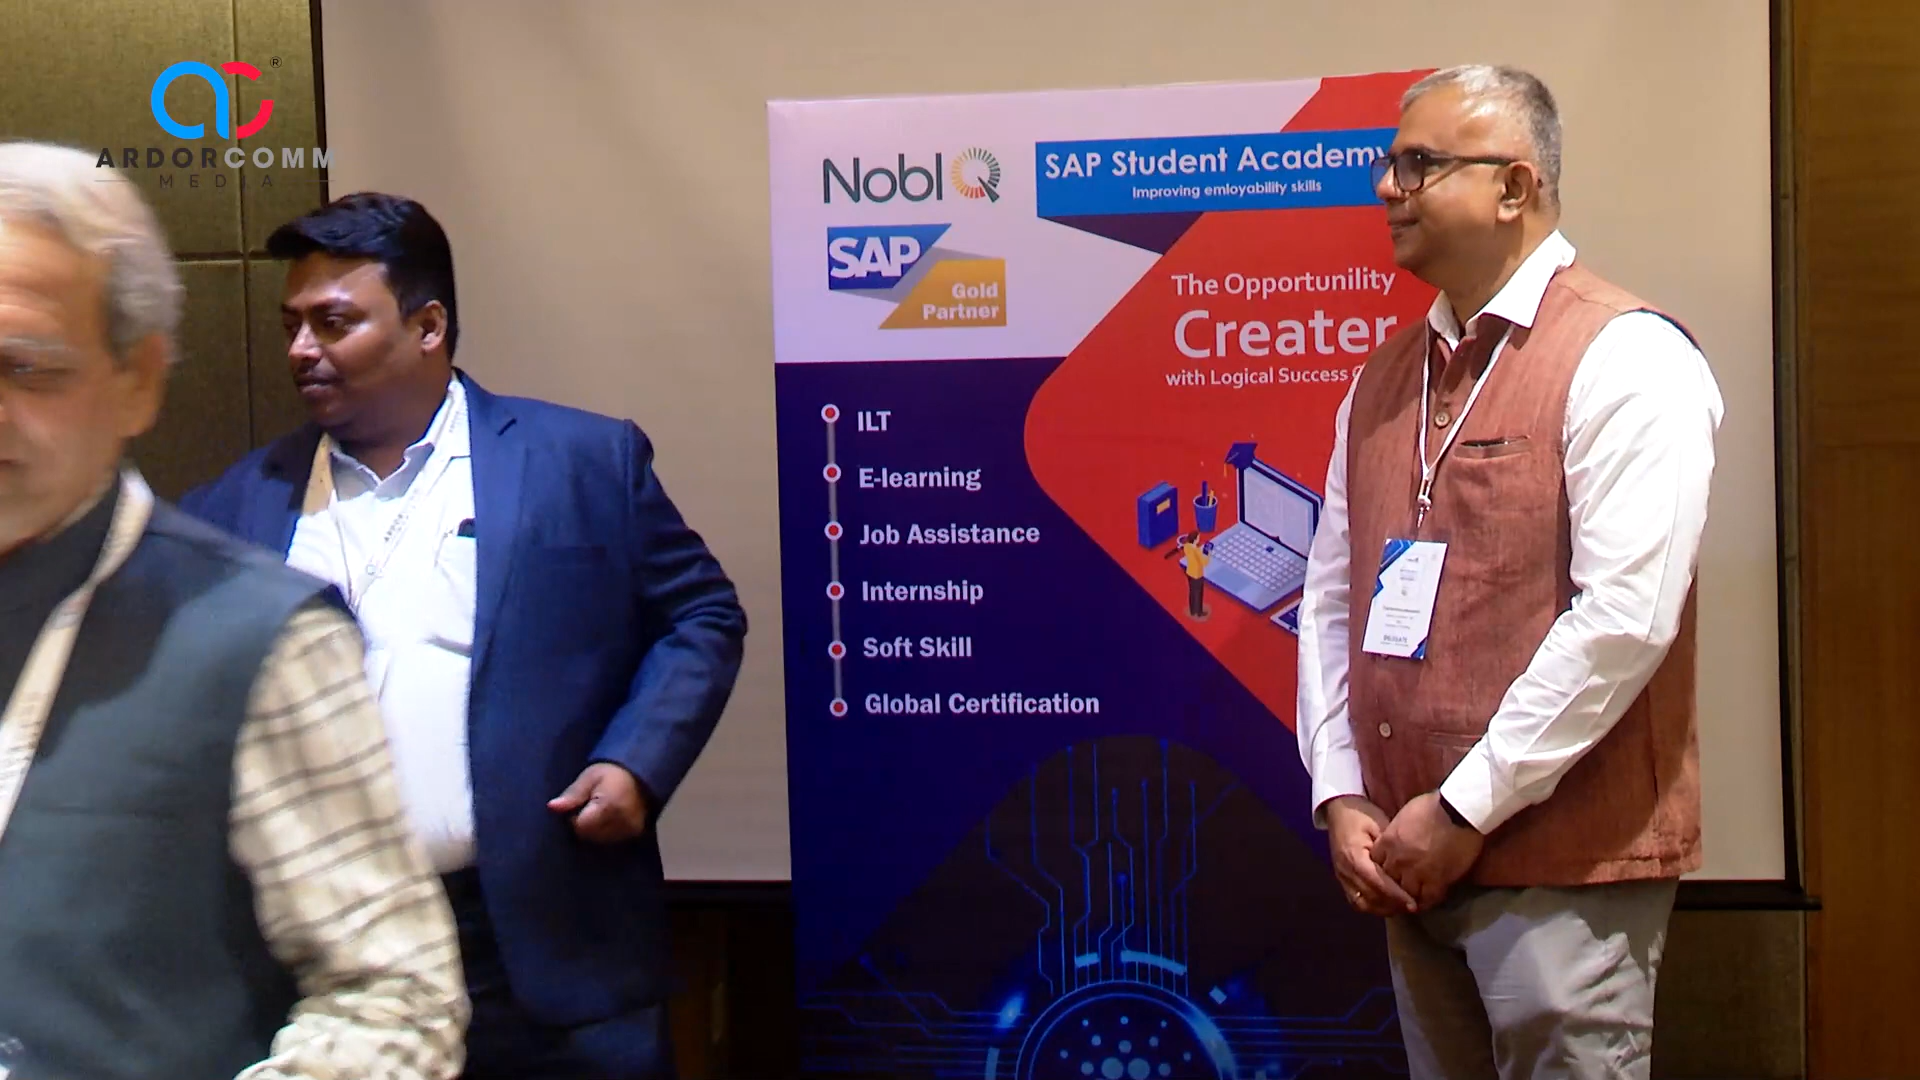 ®
ARDORCOMM
MEDIA
NoblQ
SAP
Gold
Partner
SAP Student Academy
Improving emloyability skills
The Opportunility
Creater
with Logical Success
ILT
E-learning
Job Assistance
Internship
Soft Skill
Global Certification
DELEGATE